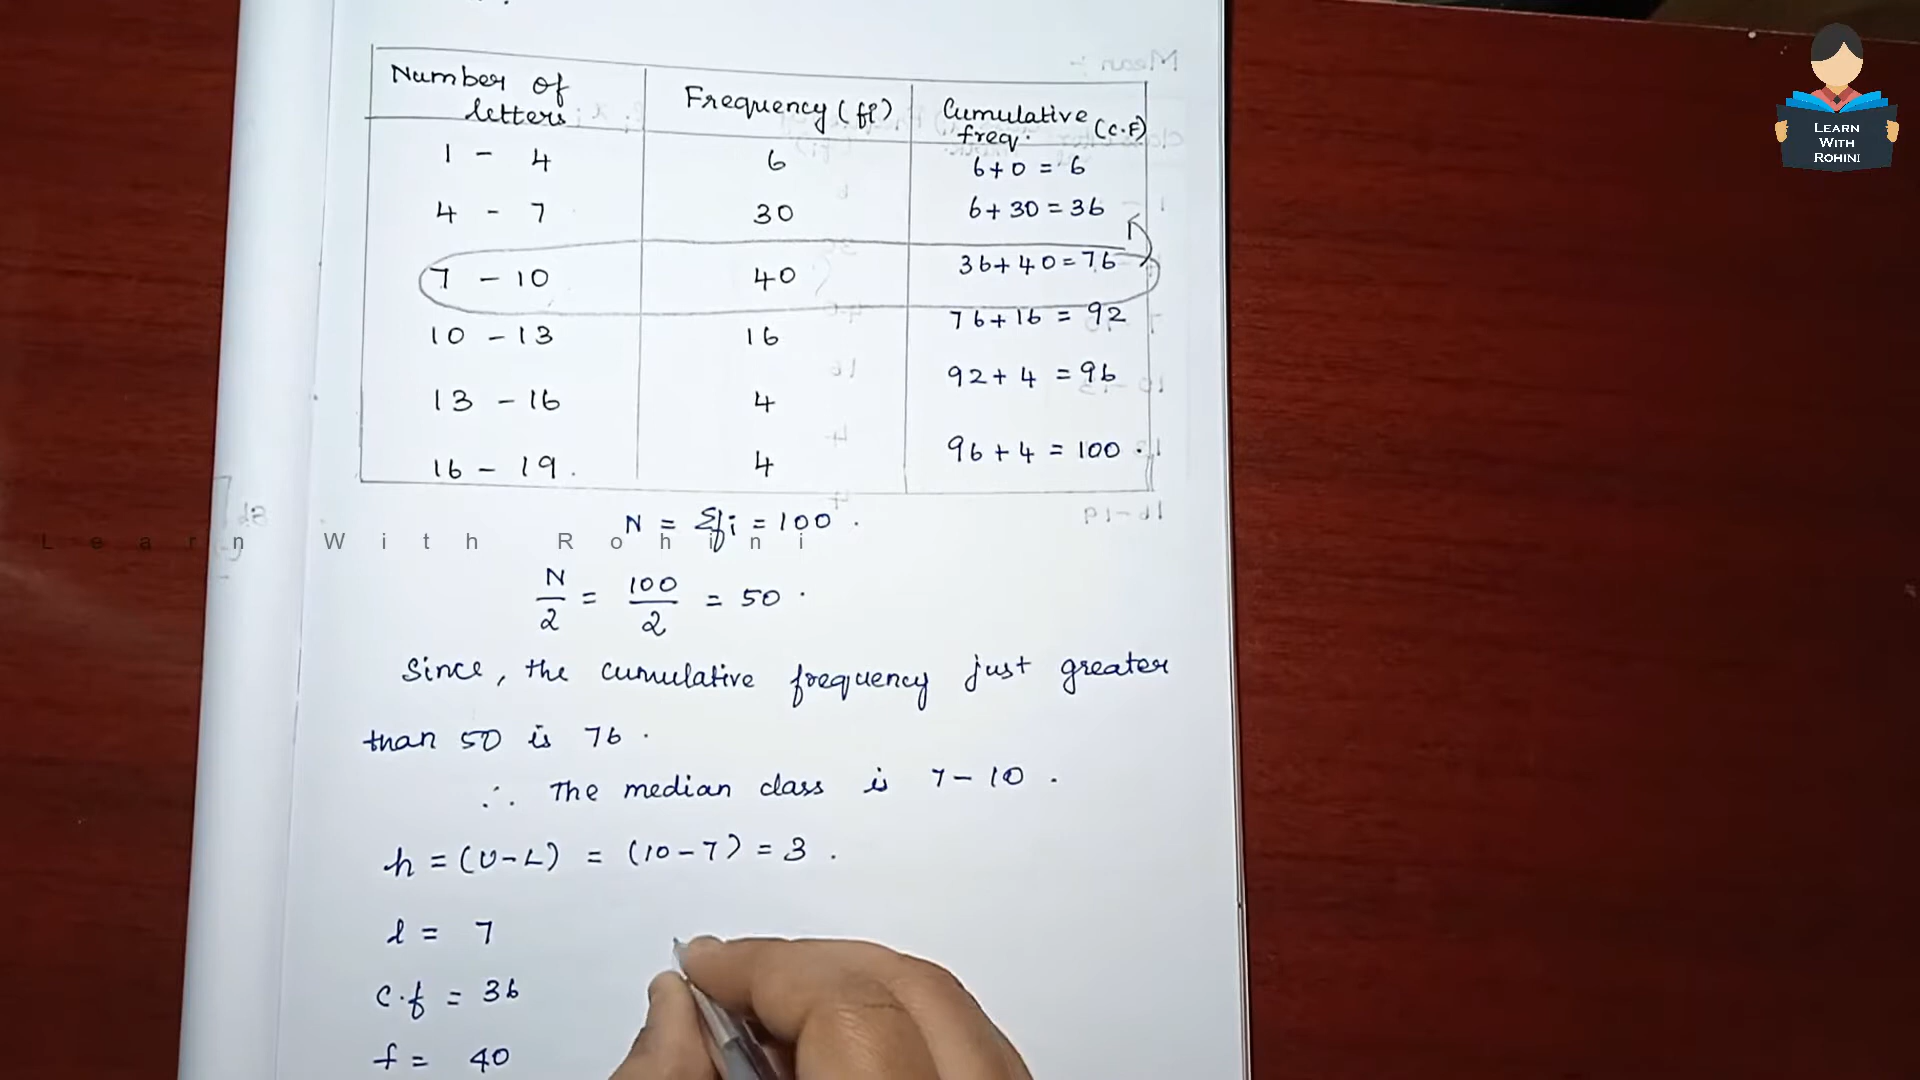 Number of letters Frequency (fi) Cumulative freq. (C.F)
1 - 4 6 6+0 = 6
4 - 7 30 6+30 = 36
7 - 10 40 36+40=76
10 - 13 16 76+16 = 92
13 - 16 4 92+4 = 96
16 - 19. 4 96+4 = 100.
N = Σfi = 100.
Learn With Rohini
N/2 = 100/2 = 50.
Since, the cumulative frequency just greater
than 50 is 76.
∴ The median class is 7-10.
h = (U-L) = (10-7) = 3.
l = 7
c.f = 36
f = 40
LEARN
WITH
ROHINI